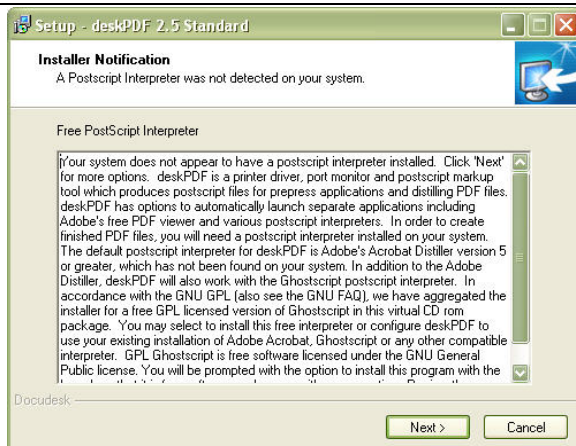 Setup - deskPDF 2.5 Standard
Installer Notification
A Postscript Interpreter was not detected on your system.
Free PostScript Interpreter
Your system does not appear to have a postscript interpreter installed. Click 'Next'
for more options. deskPDF is a printer driver, port monitor and postscript markup
tool which produces postscript files for prepress applications and distilling PDF files.
deskPDF has options to automatically launch separate applications including
Adobe's free PDF viewer and various postscript interpreters. In order to create
finished PDF files, you will need a postscript interpreter installed on your system.
The default postscript interpreter for deskPDF is Adobe's Acrobat Distiller version 5
or greater, which has not been found on your system. In addition to the Adobe
Distiller, deskPDF will also work with the Ghostscript postscript interpreter. In
accordance with the GNU GPL (also see the GNU FAQ), we have aggregated the
installer for a free GPL licensed version of Ghostscript in this virtual CD rom
package. You may select to install this free interpreter or configure deskPDF to
use your existing installation of Adobe Acrobat, Ghostscript or any other compatible
interpreter. GPL Ghostscript is free software licensed under the GNU General
Public license. You will be prompted with the option to install this program with the
Docudesk
Next >
Cancel